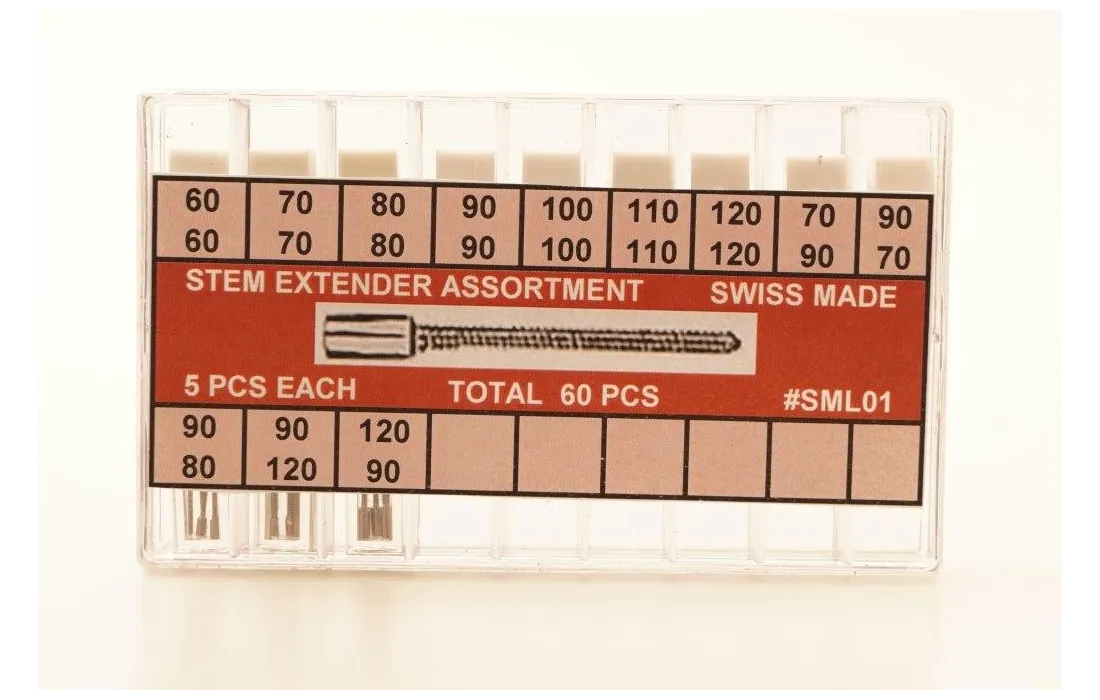 60 70 80 90 100 110 120 70 90
60 70 80 90 100 110 120 90 70
STEM EXTENDER ASSORTMENT SWISS MADE
5 PCS EACH TOTAL 60 PCS #SML01
90 90 120
80 120 90